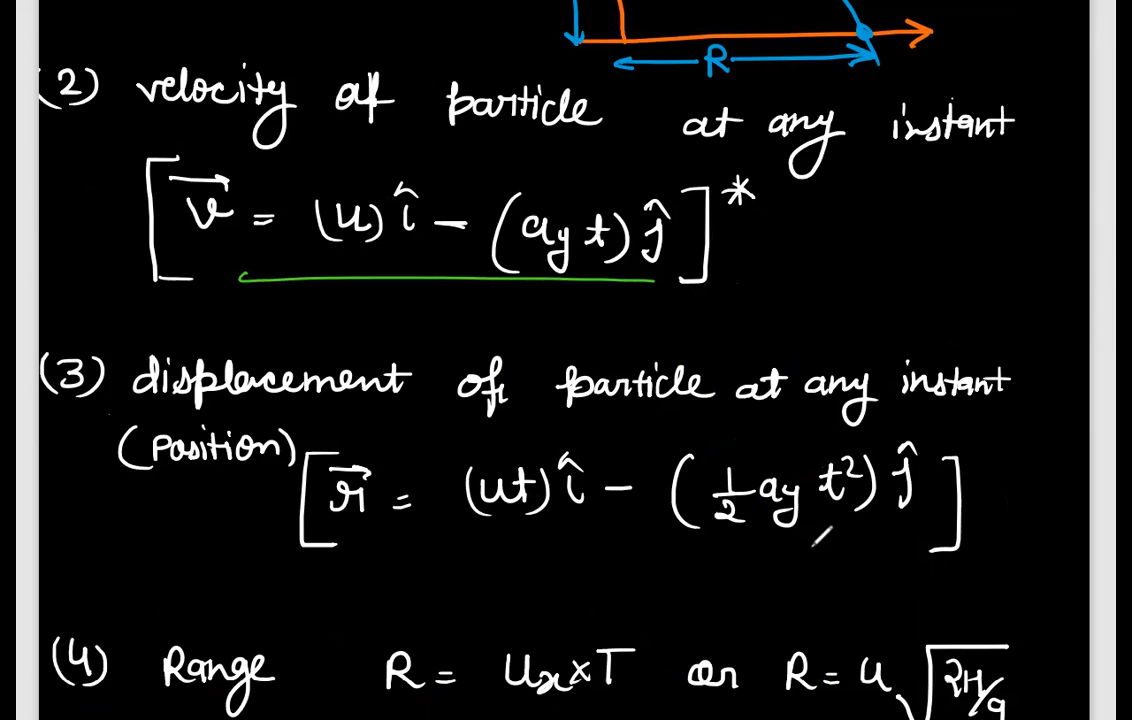 R
(2) velocity of particle at any instant
[v⃗ = (u) î − (ay t) ĵ]*
(3) displacement of particle at any instant
(Position) [r⃗ = (ut) î − (½ ay t²) ĵ]
(4) Range R = ux × T or R = u √(2H/g)